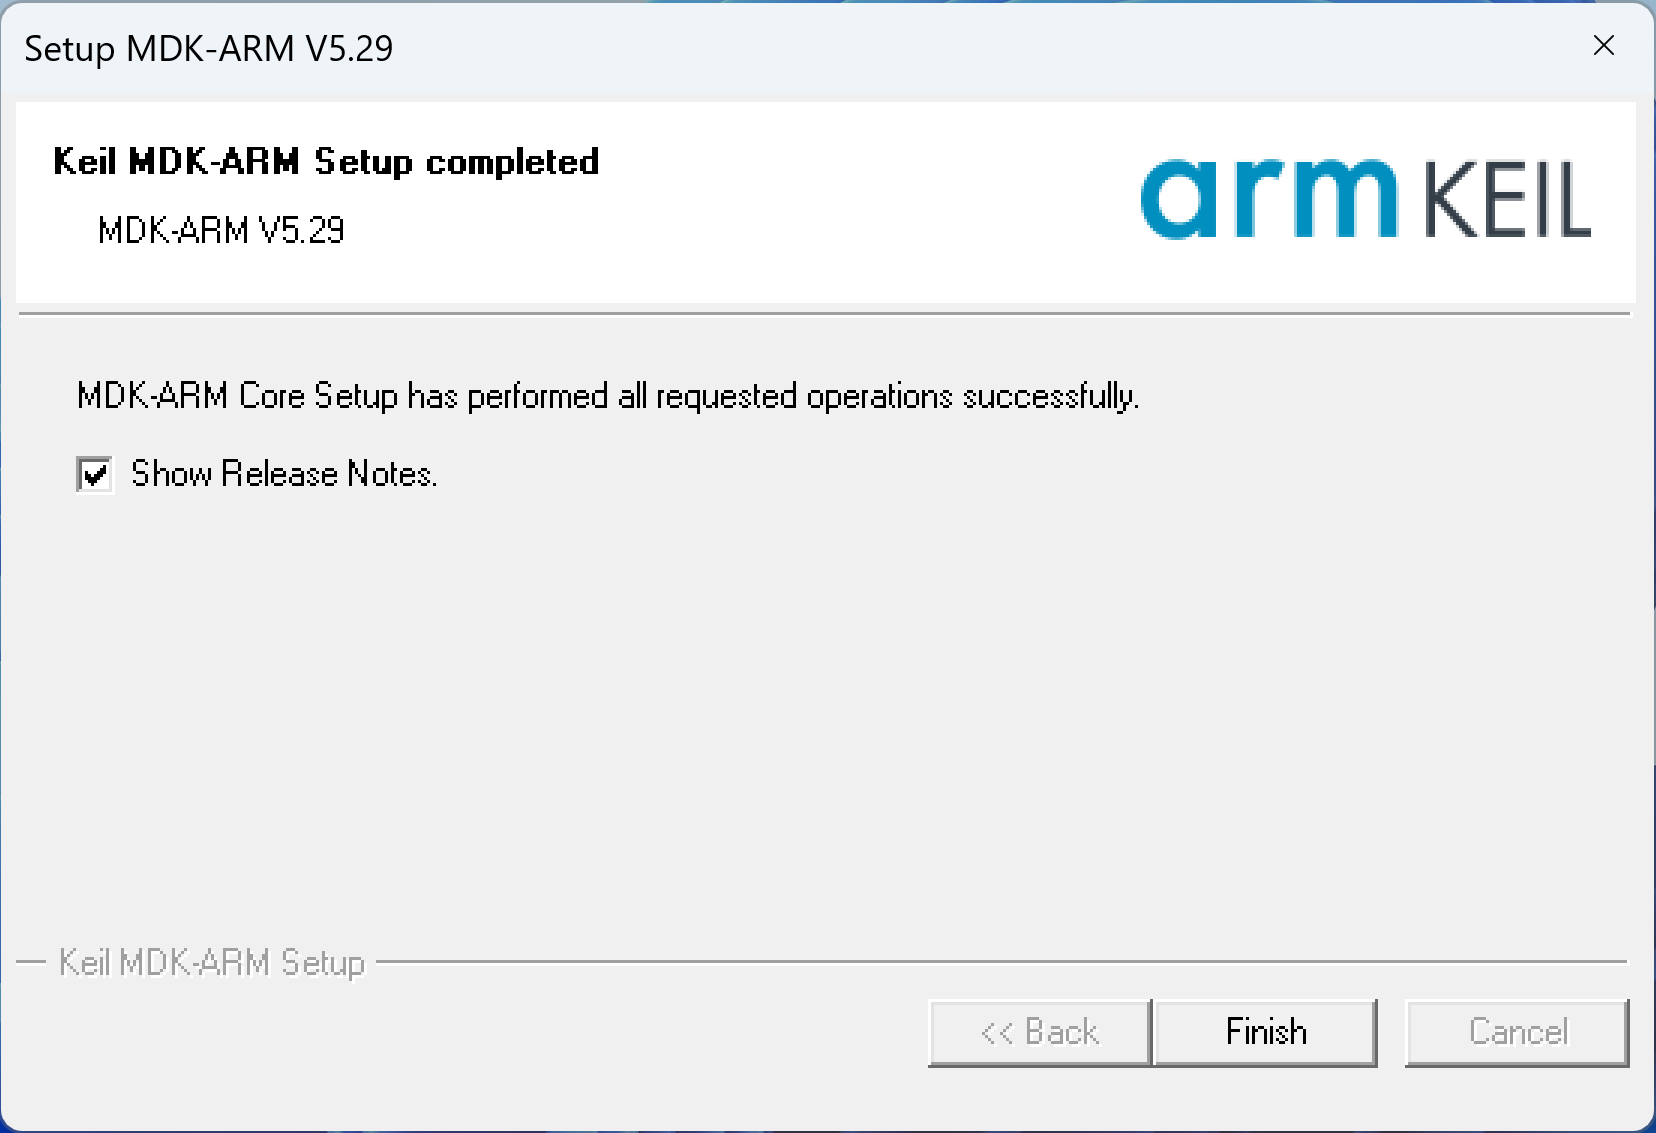 Setup MDK-ARM V5.29
Keil MDK-ARM Setup completed
MDK-ARM V5.29
arm KEIL
MDK-ARM Core Setup has performed all requested operations successfully.
Show Release Notes.
Keil MDK-ARM Setup
<< Back
Finish
Cancel